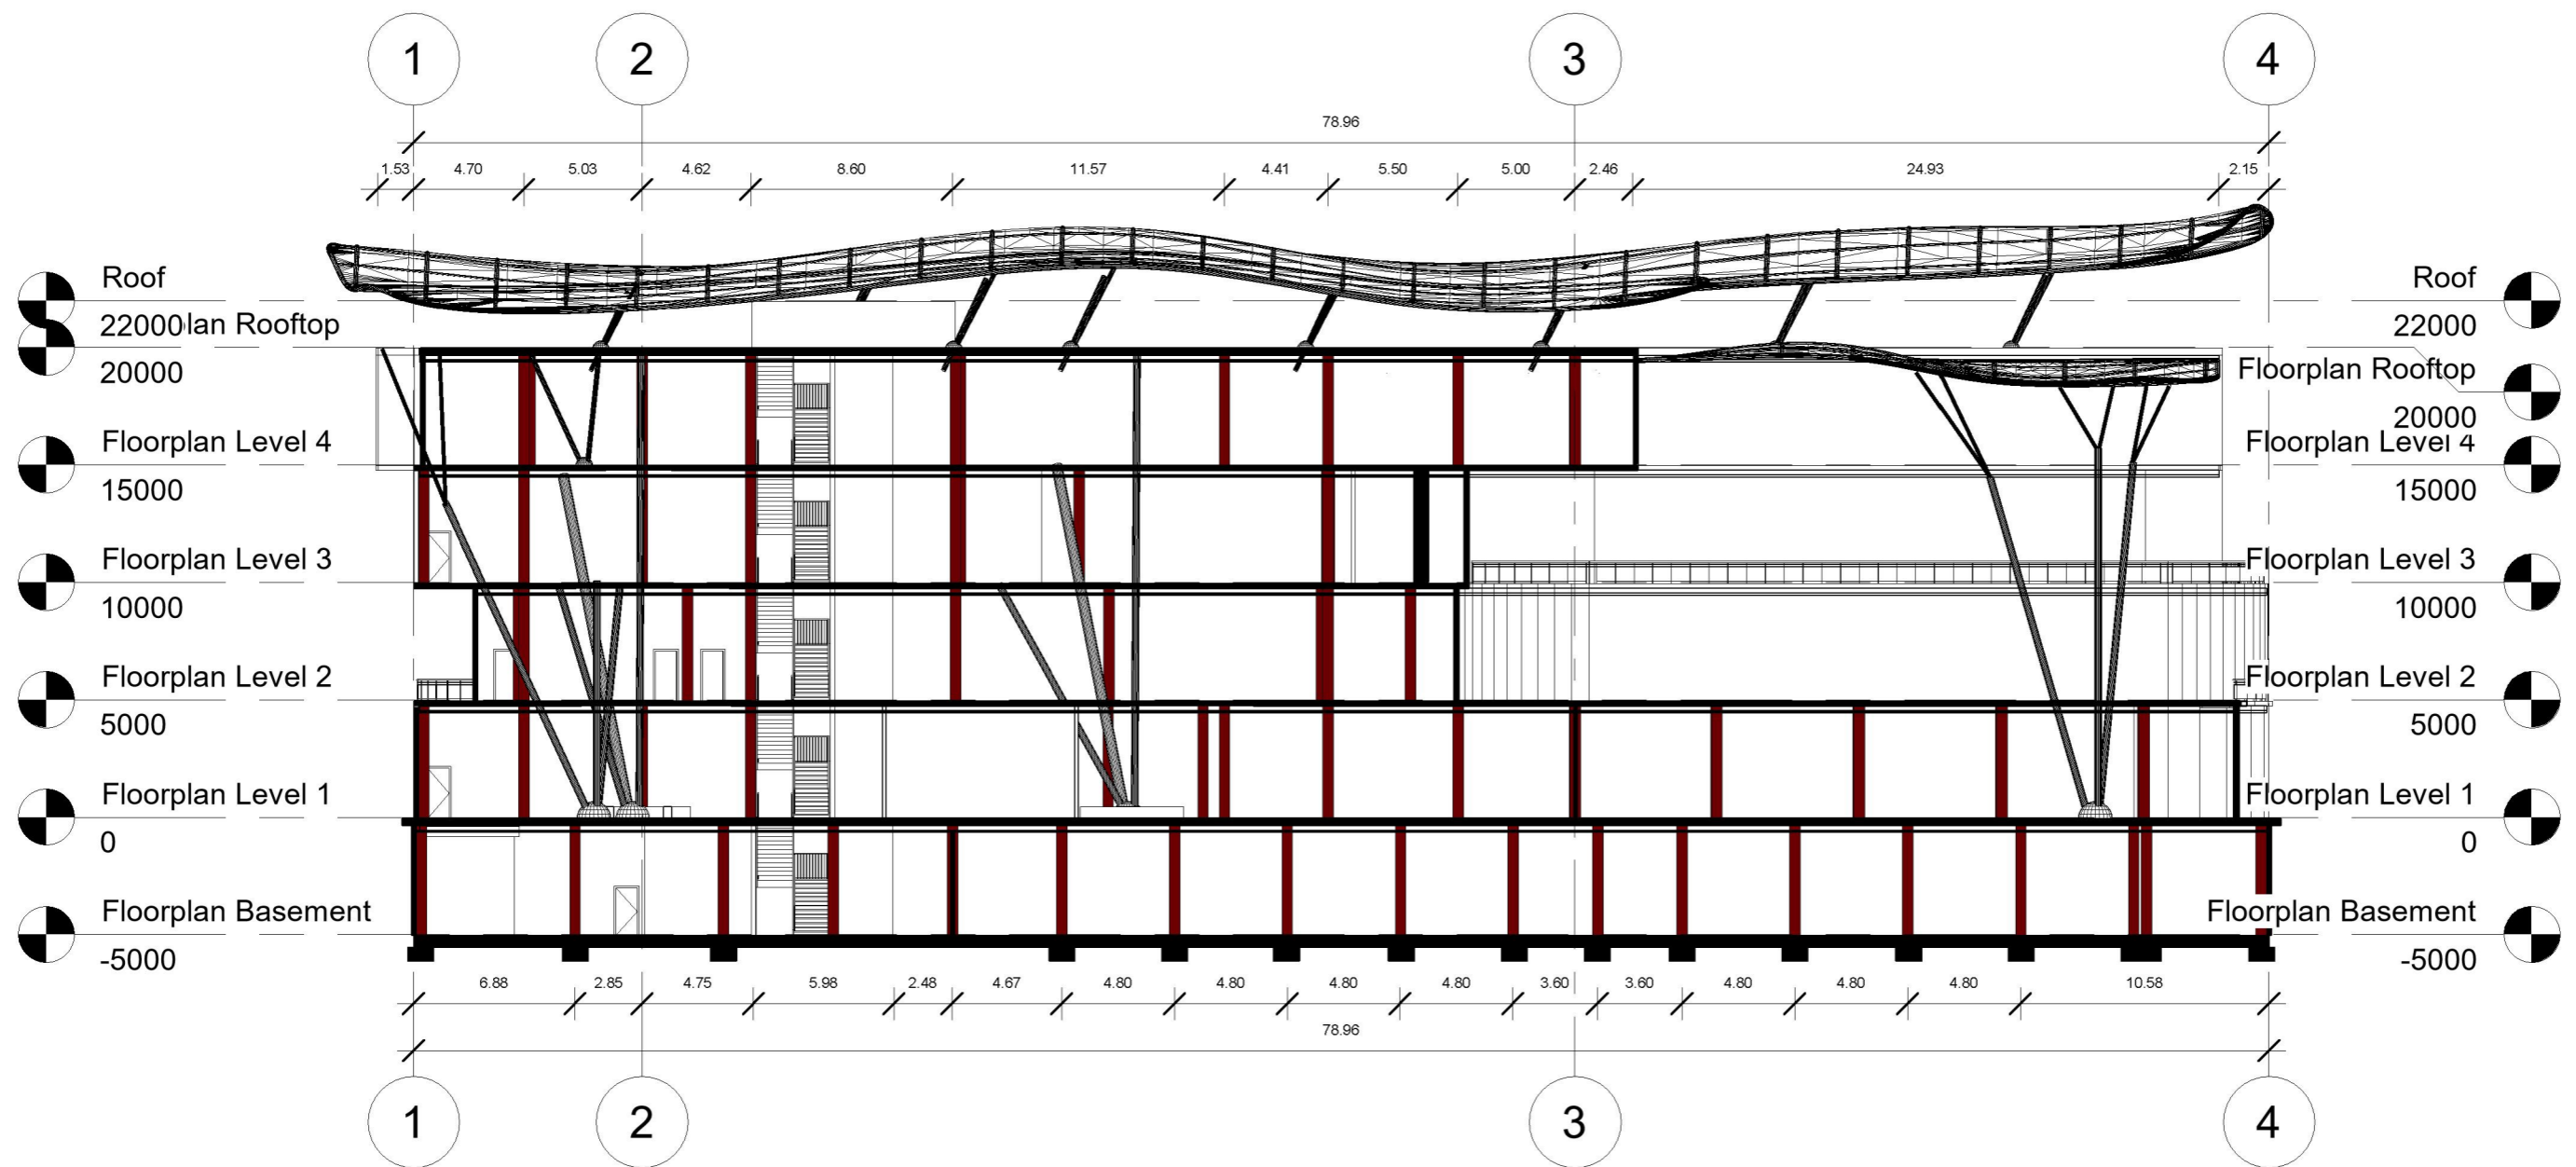 1 2 3 4
78.96
1.53 4.70 5.03 4.62 8.60 11.57 4.41 5.50 5.00 2.46 24.93 2.15
Roof
22000
lan Rooftop
20000
Floorplan Level 4
15000
Floorplan Level 3
10000
Floorplan Level 2
5000
Floorplan Level 1
0
Floorplan Basement
-5000
Roof
22000
Floorplan Rooftop
20000
Floorplan Level 4
15000
Floorplan Level 3
10000
Floorplan Level 2
5000
Floorplan Level 1
0
Floorplan Basement
-5000
6.88 2.85 4.75 5.98 2.48 4.67 4.80 4.80 4.80 4.80 3.60 3.60 4.80 4.80 4.80 10.58
78.96
1 2 3 4